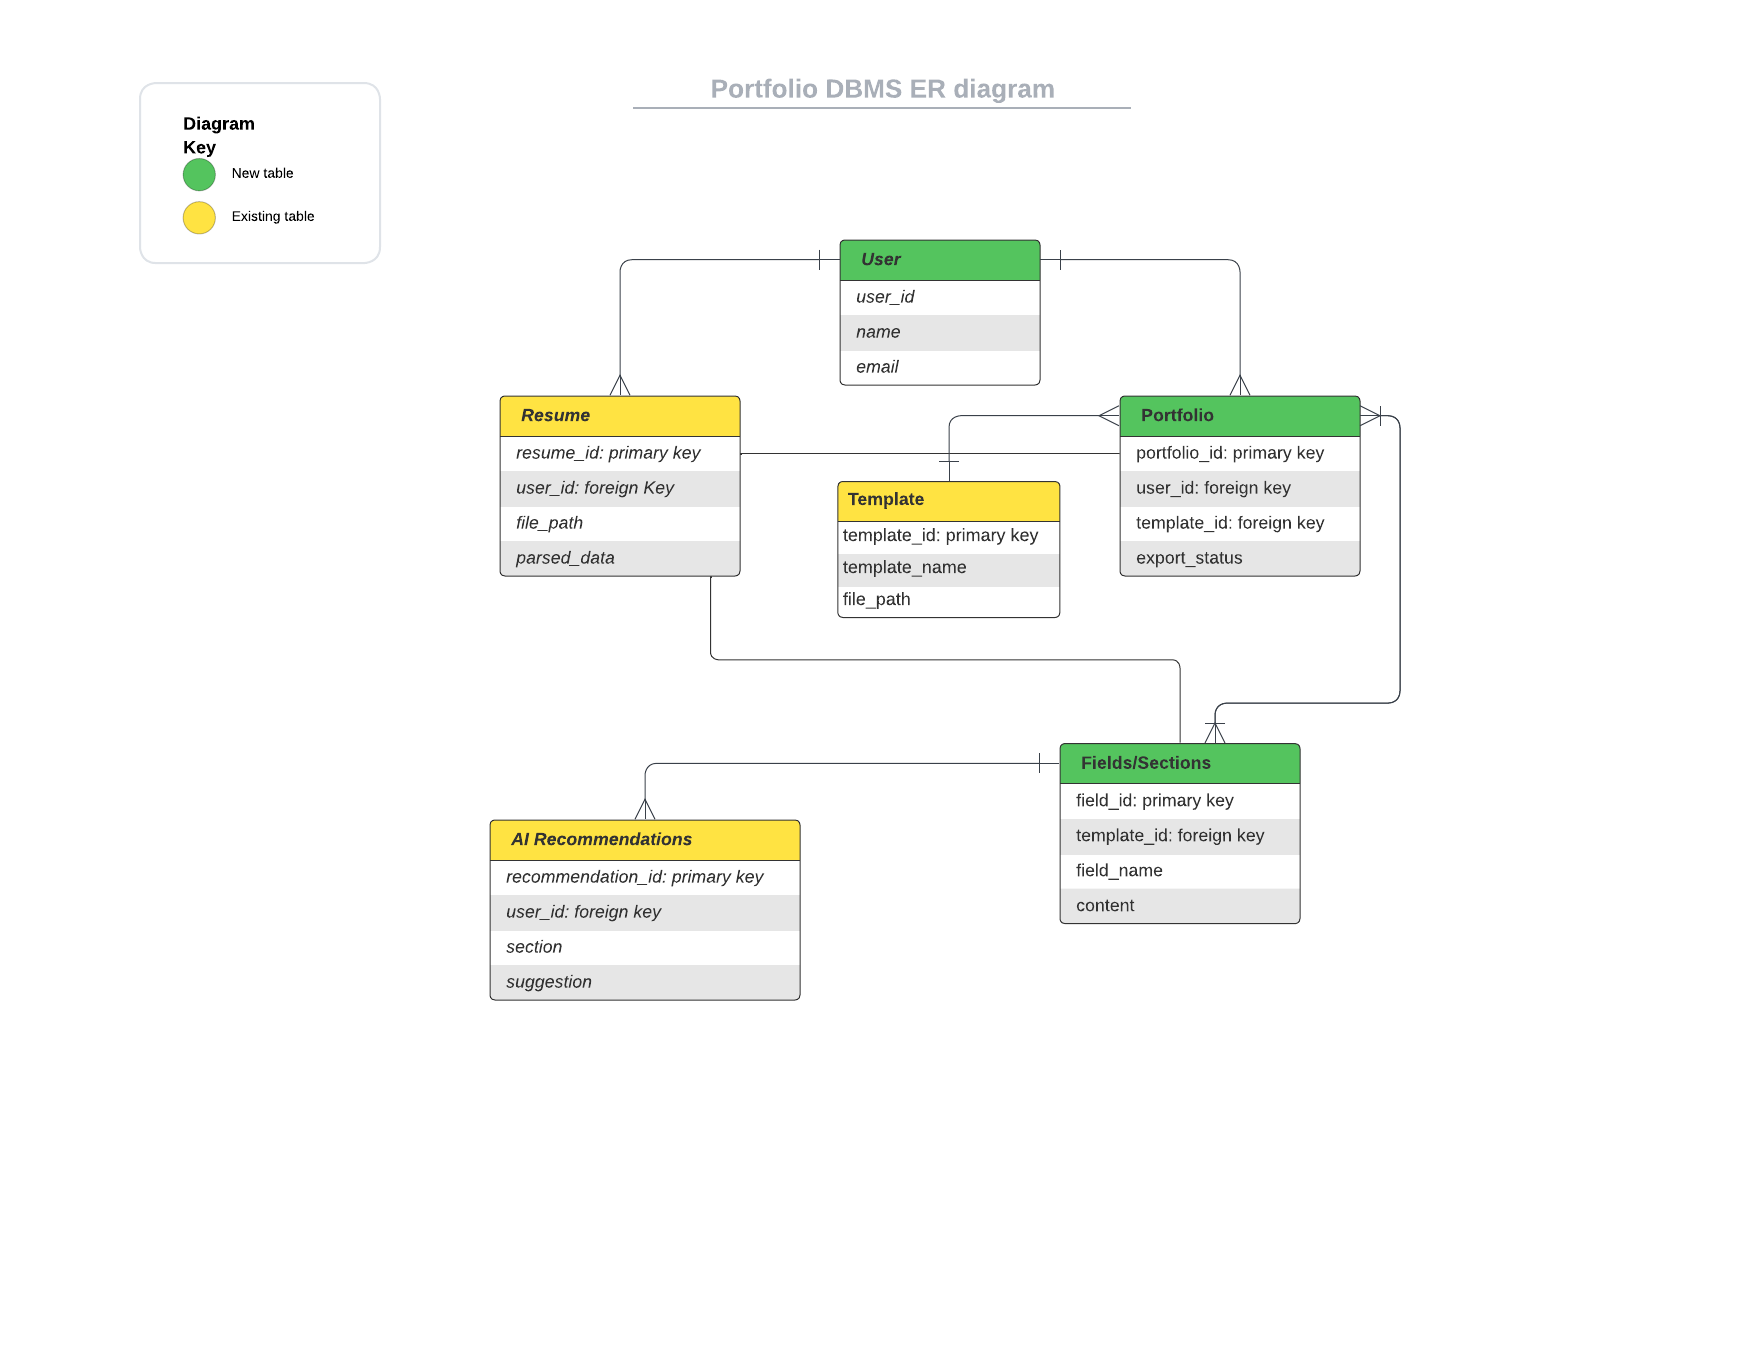 Portfolio DBMS ER diagram
Diagram
Key
New table
Existing table
User
user_id
name
email
Resume
resume_id: primary key
user_id: foreign Key
file_path
parsed_data
Template
template_id: primary key
template_name
file_path
Portfolio
portfolio_id: primary key
user_id: foreign key
template_id: foreign key
export_status
AI Recommendations
recommendation_id: primary key
user_id: foreign key
section
suggestion
Fields/Sections
field_id: primary key
template_id: foreign key
field_name
content